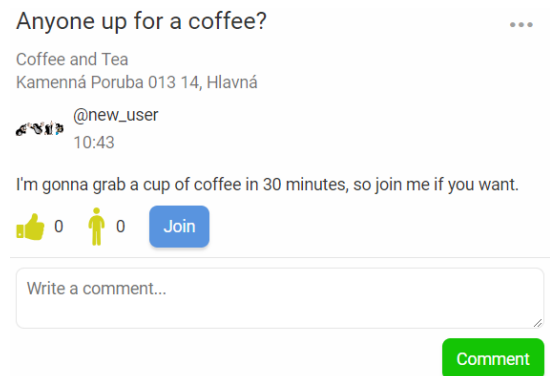 Anyone up for a coffee?
Coffee and Tea
Kamenná Poruba 013 14, Hlavná
@new_user
10:43
I'm gonna grab a cup of coffee in 30 minutes, so join me if you want.
0 0 Join
Write a comment...
Comment